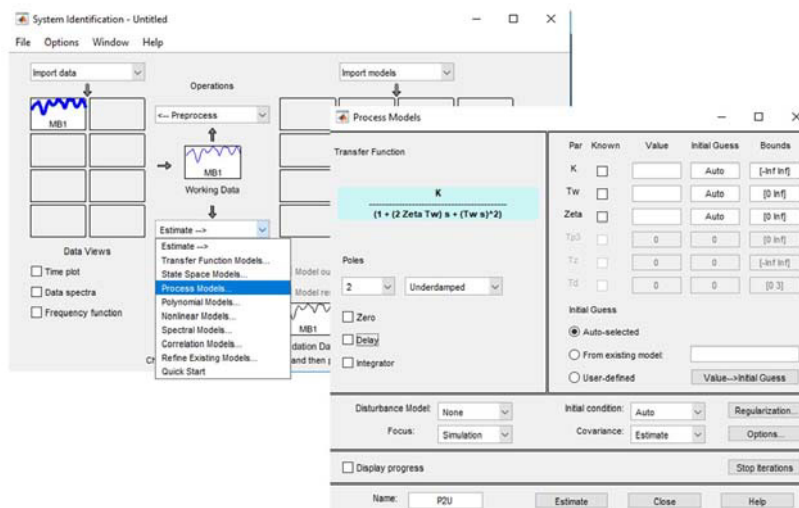 System Identification - Untitled
File Options Window Help
Import data
Import models
Operations
<-- Preprocess
MB1
MB1
Working Data
Estimate -->
Estimate -->
Transfer Function Models...
State Space Models...
Process Models...
Polynomial Models...
Nonlinear Models...
Spectral Models...
Correlation Models...
Refine Existing Models...
Quick Start
Data Views
Time plot
Data spectra
Frequency function
Model ou
Model re
MB1
dation Da
and then p
Process Models
Transfer Function
K
(1 + (2 Zeta Tw) s + (Tw s)^2)
Poles
2 Underdamped
Zero
Delay
Integrator
Par Known Value Initial Guess Bounds
K Auto [-Inf Inf]
Tw Auto [0 Inf]
Zeta Auto [0 Inf]
Tp3 0 0 [0 Inf]
Tz 0 0 [-Inf Inf]
Td 0 0 [0 3]
Initial Guess
Auto-selected
From existing model:
User-defined Value-->Initial Guess
Disturbance Model: None Initial condition: Auto Regularization...
Focus: Simulation Covariance: Estimate Options...
Display progress Stop Iterations
Name: P2U Estimate Close Help